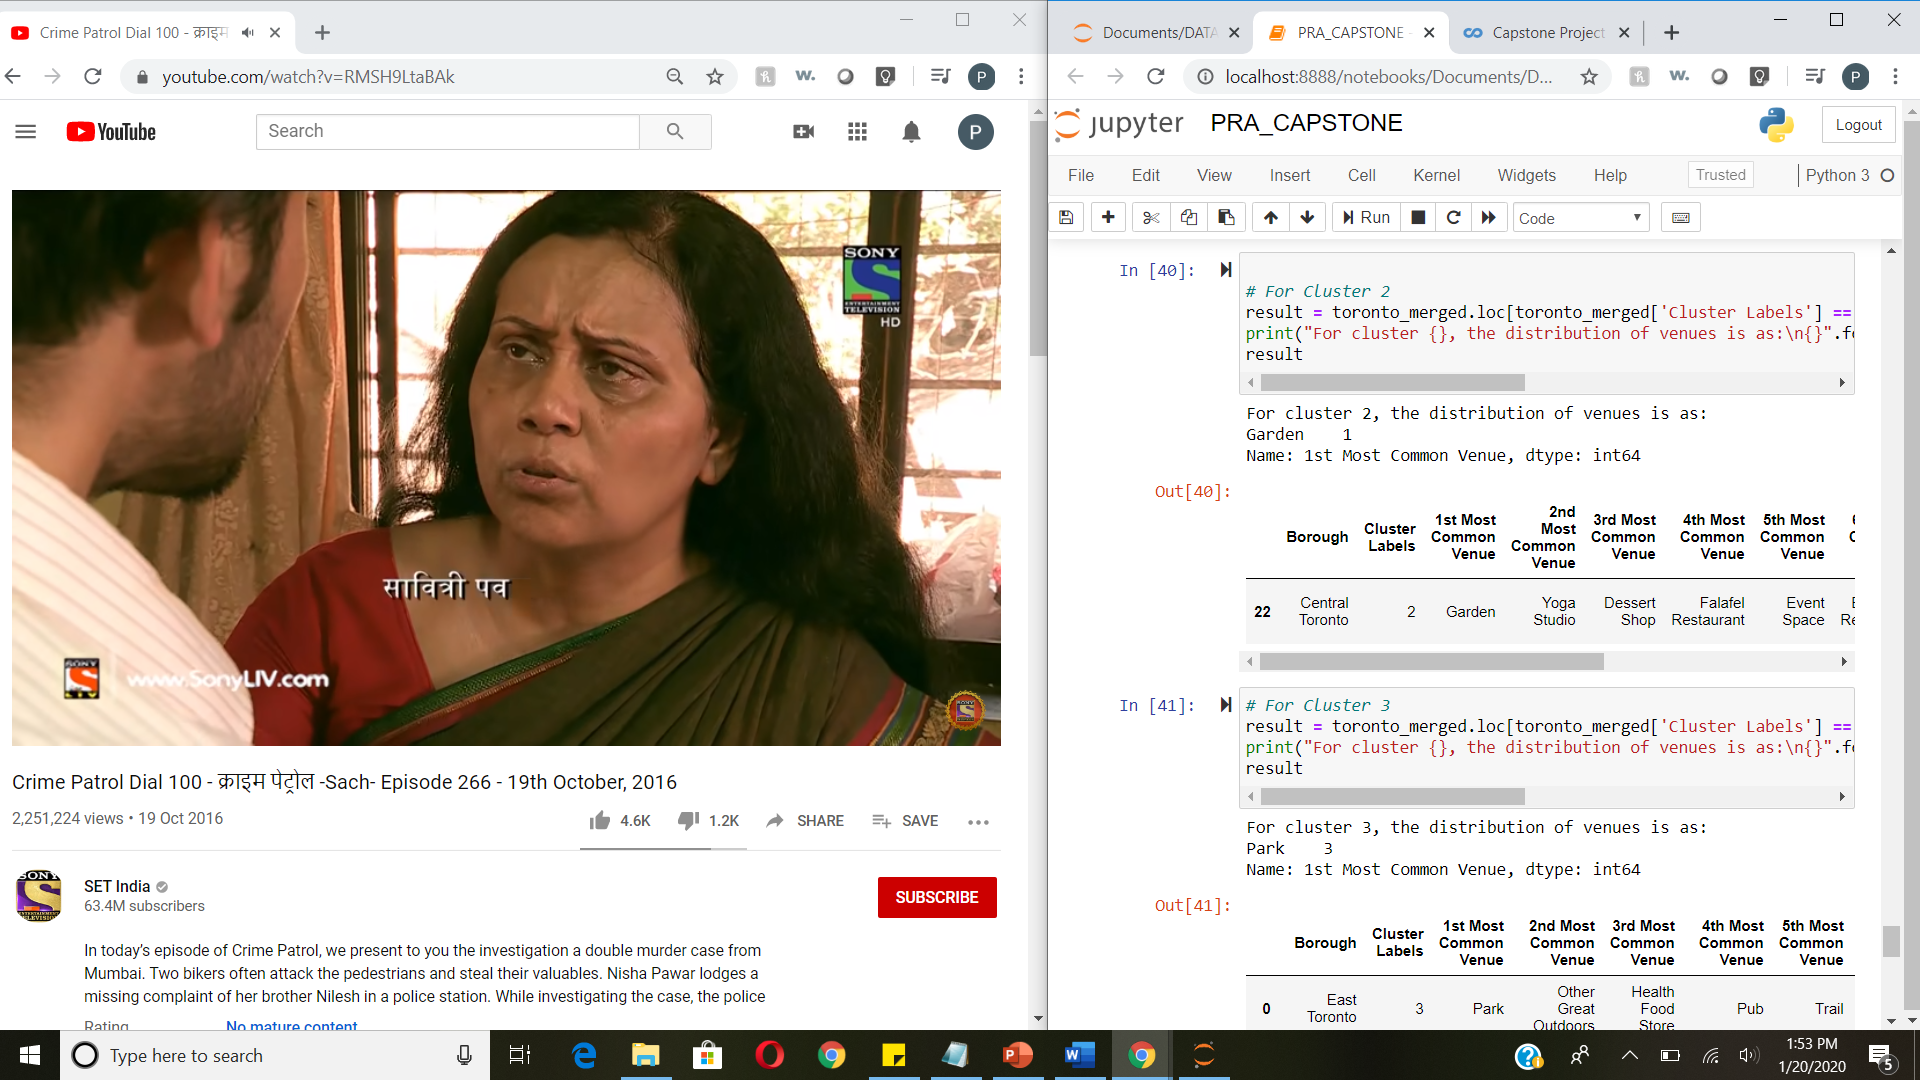 Crime Patrol Dial 100 - क्राइम
youtube.com/watch?v=RMSH9LtaBAk
P
YouTube
Search
P
SONY
ENTERTAINMENT
TELEVISION
HD
सावित्री पव
SONY
www.SonyLIV.com
Crime Patrol Dial 100 - क्राइम पेट्रोल -Sach- Episode 266 - 19th October, 2016
2,251,224 views • 19 Oct 2016
4.6K
1.2K
SHARE
SAVE
SET India
63.4M subscribers
SUBSCRIBE
In today’s episode of Crime Patrol, we present to you the investigation a double murder case from
Mumbai. Two bikers often attack the pedestrians and steal their valuables. Nisha Pawar lodges a
missing complaint of her brother Nilesh in a police station. While investigating the case, the police
Rating No mature content
Documents/DATA
PRA_CAPSTONE -
Capstone Project
localhost:8888/notebooks/Documents/D...
P
jupyter PRA_CAPSTONE
Logout
File Edit View Insert Cell Kernel Widgets Help
Trusted
Python 3
Run
Code
In [40]:
# For Cluster 2
result = toronto_merged.loc[toronto_merged['Cluster Labels'] ==
print("For cluster {}, the distribution of venues is as:\n{}".fo
result
For cluster 2, the distribution of venues is as:
Garden 1
Name: 1st Most Common Venue, dtype: int64
Out[40]:
Borough Cluster Labels 1st Most Common Venue 2nd Most Common Venue 3rd Most Common Venue 4th Most Common Venue 5th Most Common Venue
22 Central Toronto 2 Garden Yoga Studio Dessert Shop Falafel Restaurant Event Space
In [41]:
# For Cluster 3
result = toronto_merged.loc[toronto_merged['Cluster Labels'] ==
print("For cluster {}, the distribution of venues is as:\n{}".fo
result
For cluster 3, the distribution of venues is as:
Park 3
Name: 1st Most Common Venue, dtype: int64
Out[41]:
Borough Cluster Labels 1st Most Common Venue 2nd Most Common Venue 3rd Most Common Venue 4th Most Common Venue 5th Most Common Venue
0 East Toronto 3 Park Other Great Outdoors Health Food Store Pub Trail
Type here to search
1:53 PM
1/20/2020
5